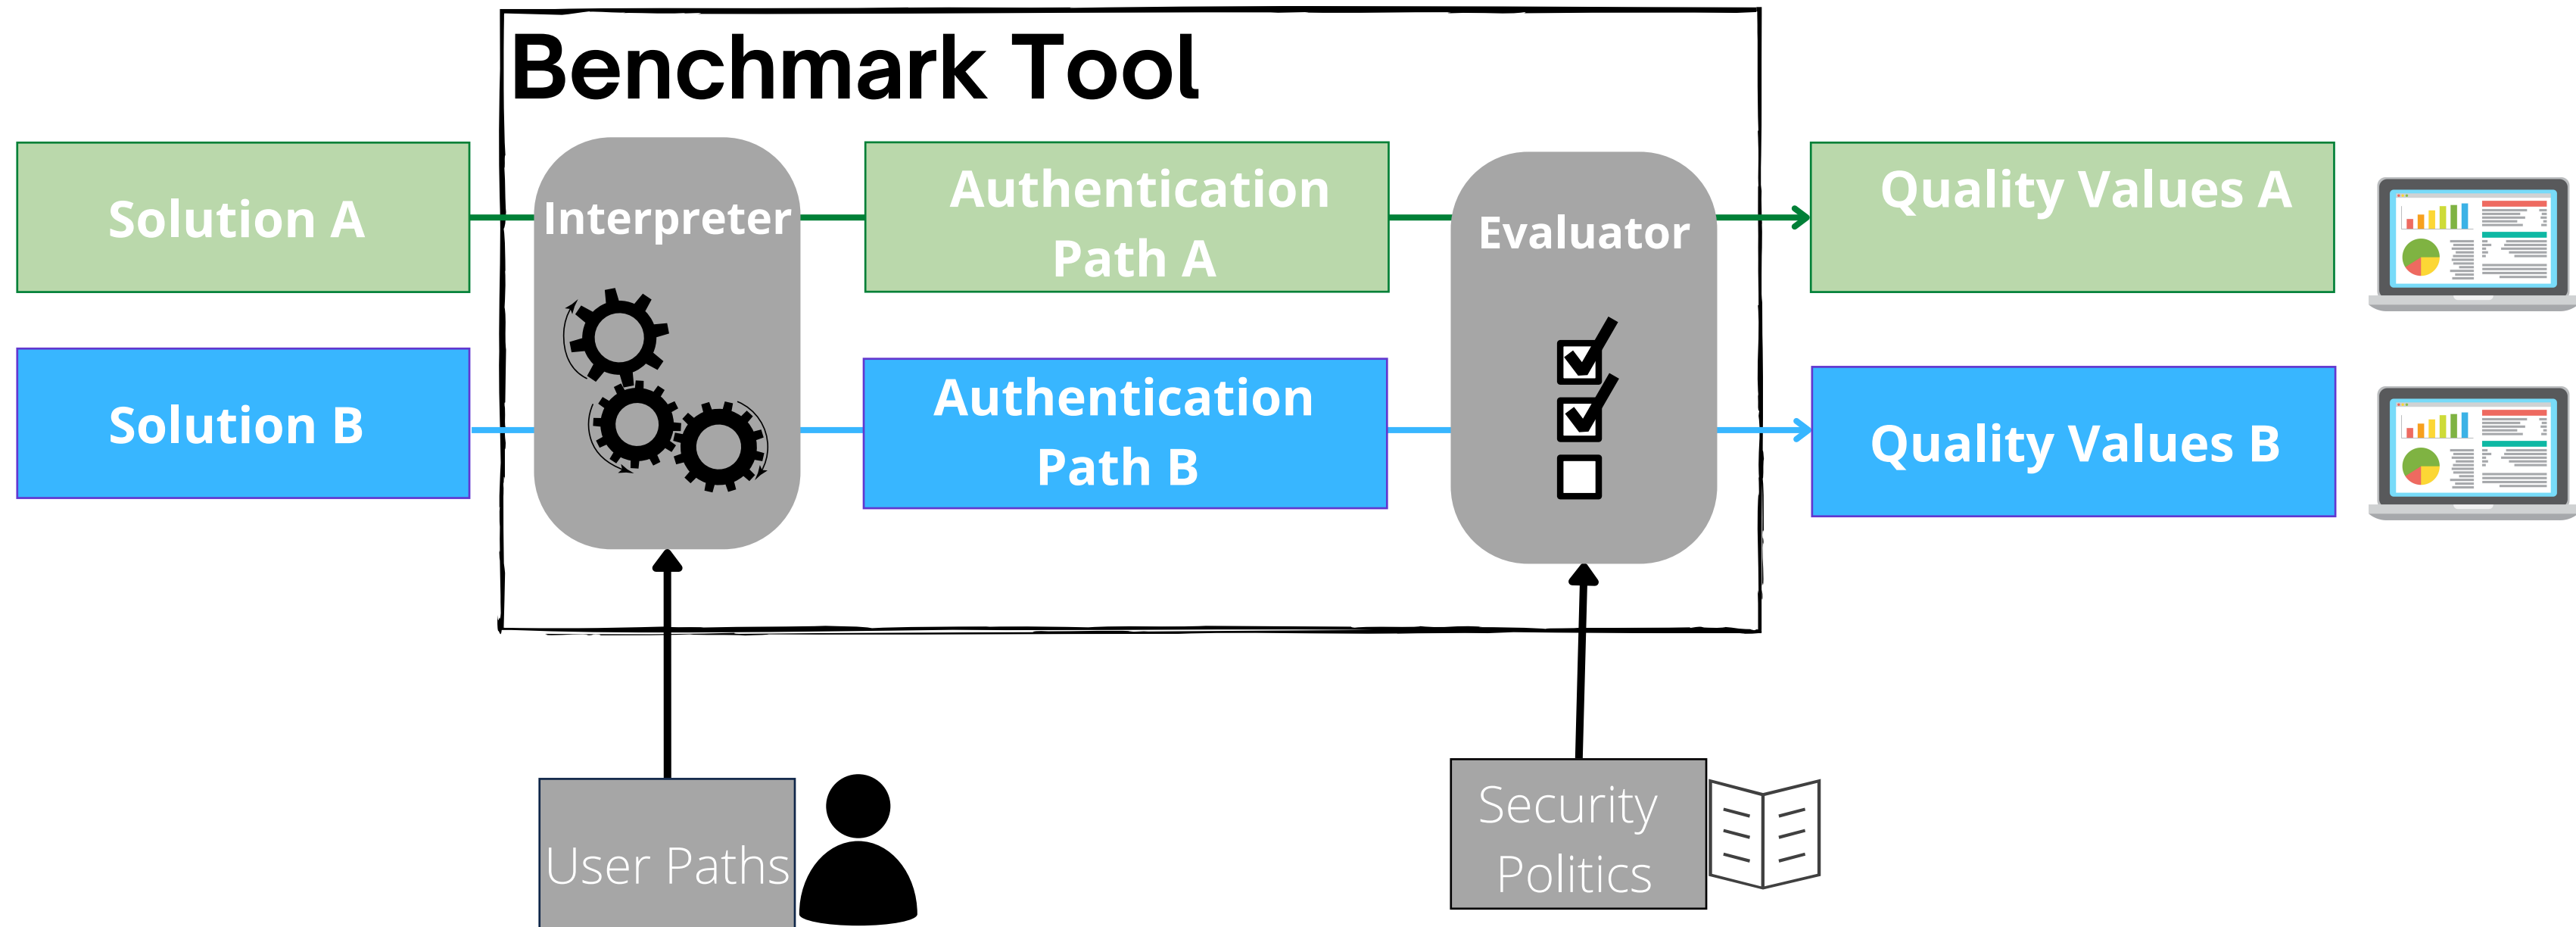 Benchmark Tool
Solution A
Interpreter
Authentication
Path A
Evaluator
Quality Values A
Solution B
Authentication
Path B
Quality Values B
User Paths
Security
Politics